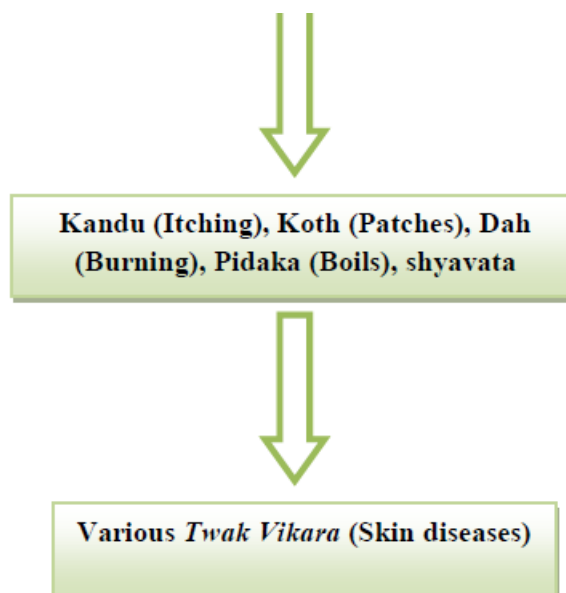 Kandu (Itching), Koth (Patches), Dah
(Burning), Pidaka (Boils), shyavata
Various Twak Vikara (Skin diseases)